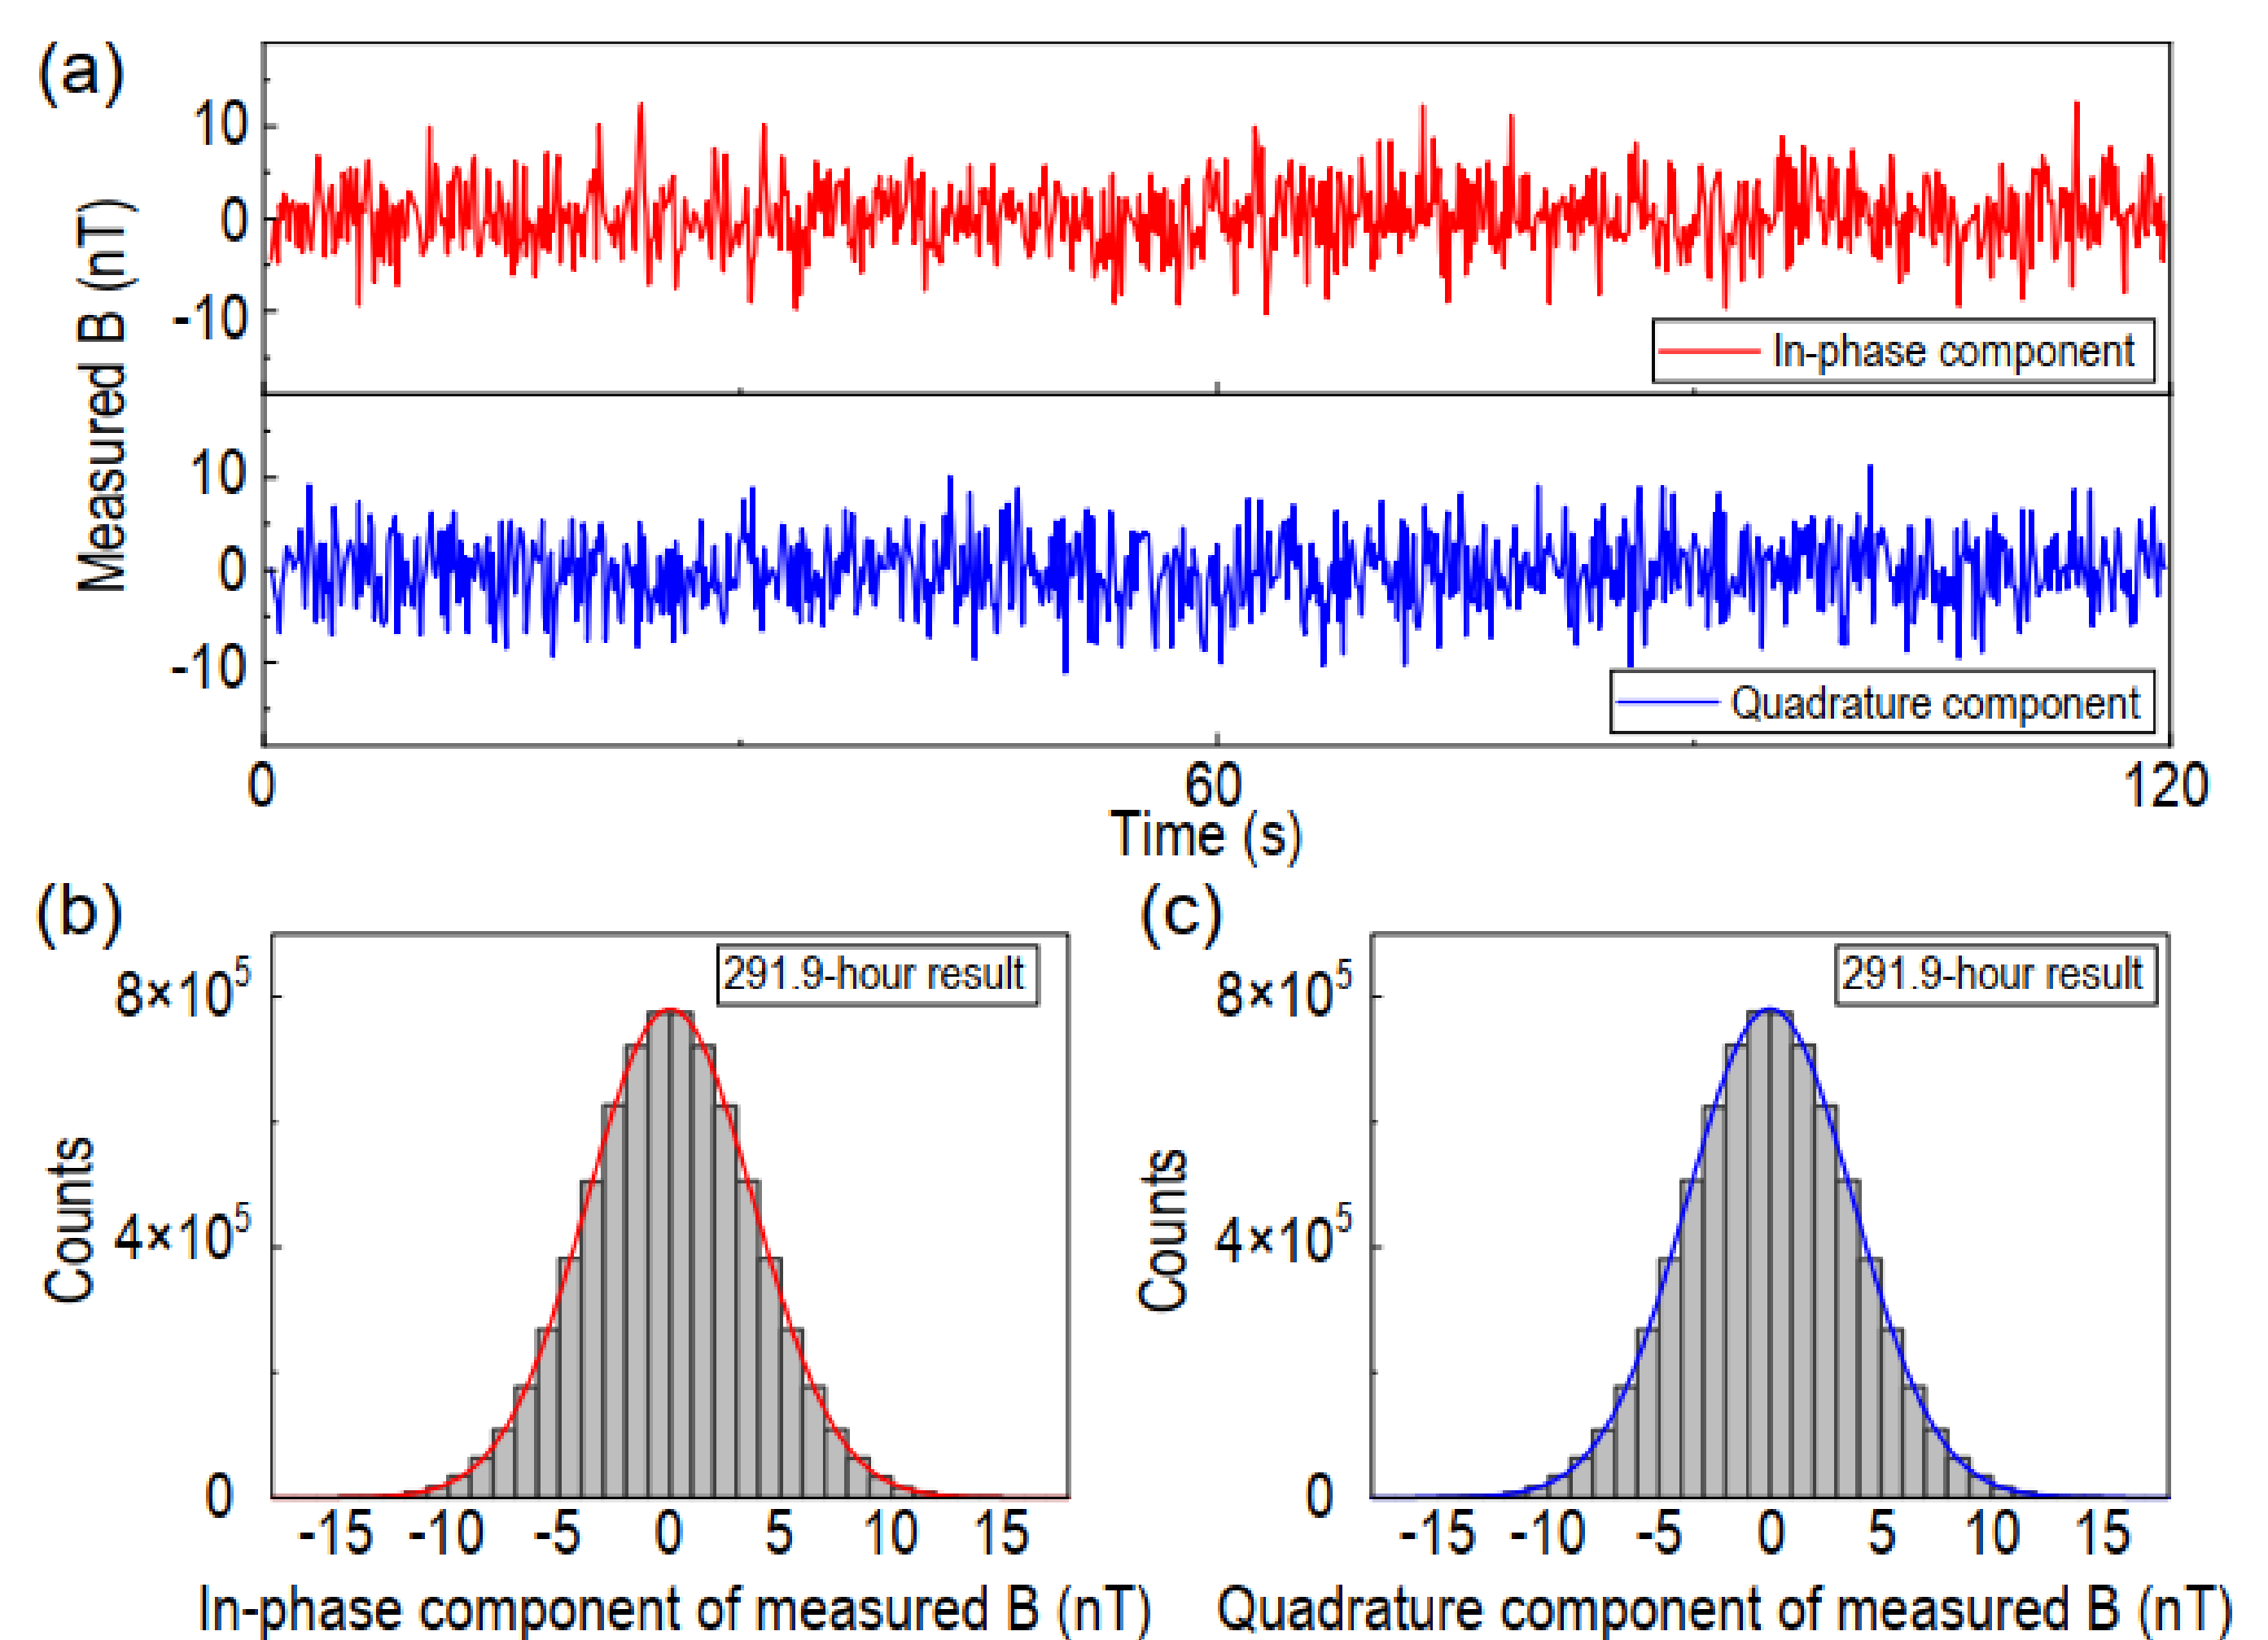 (a)
10
0
-10
In-phase component
Measured B (nT)
10
0
-10
Quadrature component
0 60 120
Time (s)
(b)
291.9-hour result
8×10⁵
4×10⁵
0
Counts
-15 -10 -5 0 5 10 15
In-phase component of measured B (nT)
(c)
291.9-hour result
8×10⁵
4×10⁵
0
Counts
-15 -10 -5 0 5 10 15
Quadrature component of measured B (nT)